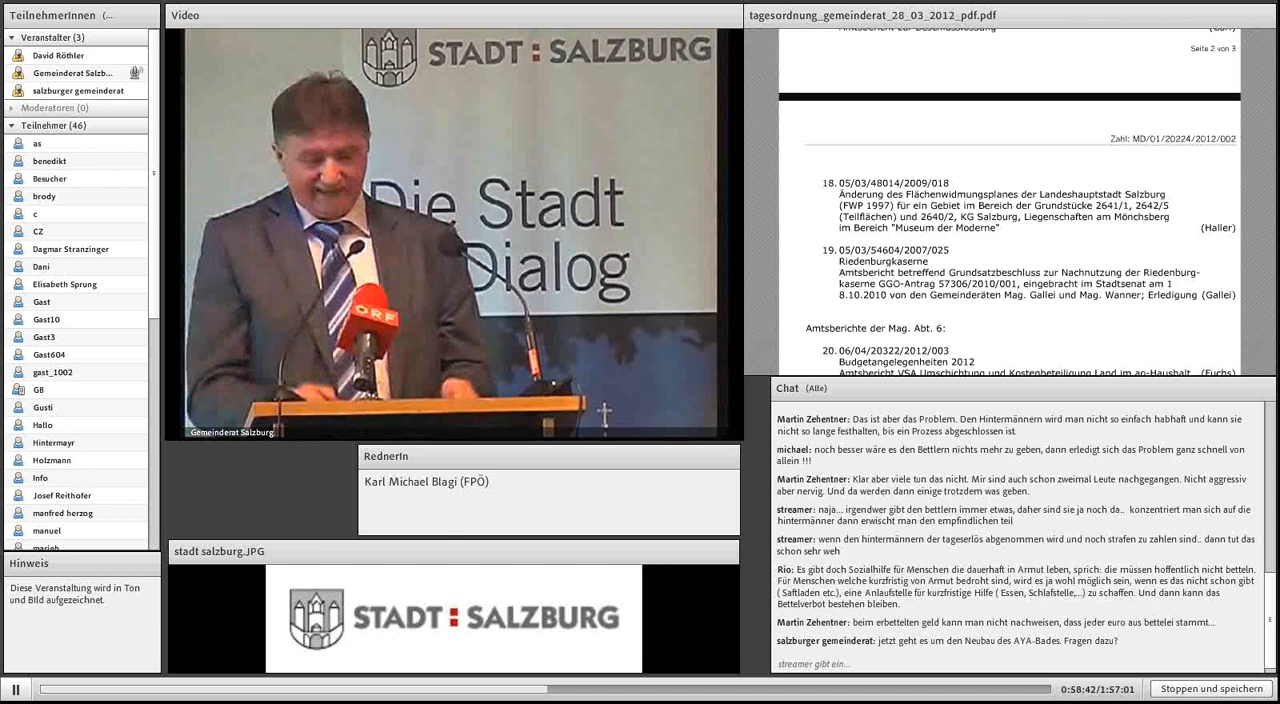 TeilnehmerInnen (...
Veranstalter (3)
David Röthler
Gemeinderat Salzb...
salzburger gemeinderat
Moderatoren (0)
Teilnehmer (46)
as
benedikt
Besucher
brody
c
CZ
Dagmar Stranzinger
Dani
Elisabeth Sprung
Gast
Gast10
Gast3
Gast604
gast_1002
GB
Gusti
Hallo
Hintermayr
Holzmann
Info
Josef Reithofer
manfred herzog
manuel
Hinweis
Diese Veranstaltung wird in Ton
und BIld aufgezeichnet.
Video
STADT : SALZBURG
Die Stadt
Dialog
ORF
Gemeinderat Salzburg
RednerIn
Karl Michael Blagi (FPÖ)
stadt salzburg.JPG
STADT : SALZBURG
tagesordnung_gemeinderat_28_03_2012_pdf.pdf
Seite 2 von 3
Zahl: MD/01/20224/2012/002
18. 05/03/48014/2009/018
Änderung des Flächenwidmungsplanes der Landeshauptstadt Salzburg
(FWP 1997) für ein Gebiet im Bereich der Grundstücke 2641/1, 2642/5
(Teilflächen) und 2640/2, KG Salzburg, Liegenschaften am Mönchsberg
im Bereich "Museum der Moderne" (Haller)
19. 05/03/54604/2007/025
Riedenburgkaserne
Amtsbericht betreffend Grundsatzbeschluss zur Nachnutzung der Riedenburg-
kaserne GGO-Antrag 57306/2010/001, eingebracht im Stadtsenat am 1
8.10.2010 von den Gemeinderäten Mag. Gallei und Mag. Wanner; Erledigung (Gallei)
Amtsberichte der Mag. Abt. 6:
20. 06/04/20322/2012/003
Budgetangelegenheiten 2012
Amtsbericht VSA Umschichtung und Kostenbeteiligung Land im ao-Haushalt (Fuchs)
Chat (Alle)
Martin Zehentner: Das ist aber das Problem. Den Hintermännern wird man nicht so einfach habhaft und kann sie
nicht so lange festhalten, bis ein Prozess abgeschlossen ist.
michael: noch besser wäre es den Bettlern nichts mehr zu geben, dann erledigt sich das Problem ganz schnell von
allein !!!
Martin Zehentner: Klar aber viele tun das nicht. Mir sind auch schon zweimal Leute nachgegangen. Nicht aggressiv
aber nervig. Und da werden dann einige trotzdem was geben.
streamer: naja... irgendwer gibt den bettlern immer etwas, daher sind sie ja noch da.. konzentriert man sich auf die
hintermänner dann erwischt man den empfindlichen teil
streamer: wenn den hintermännern der tageserlös abgenommen wird und noch strafen zu zahlen sind.. dann tut das
schon sehr weh
Rio: Es gibt doch Sozialhilfe für Menschen die dauerhaft in Armut leben, sprich: die müssen hoffentlich nicht betteln.
Für Menschen welche kurzfristig von Armut bedroht sind, wird es ja wohl möglich sein, wenn es das nicht schon gibt
( Saftladen etc.), eine Anlaufstelle für kurzfristige Hilfe ( Essen, Schlafstelle,...) zu schaffen. Und dann kann das
Bettelverbot bestehen bleiben.
Martin Zehentner: beim erbettelten geld kann man nicht nachweisen, dass jeder euro aus bettelei stammt...
salzburger gemeinderat: jetzt geht es um den Neubau des AYA-Bades. Fragen dazu?
streamer gibt ein...
0:58:42/1:57:01
Stoppen und speichern